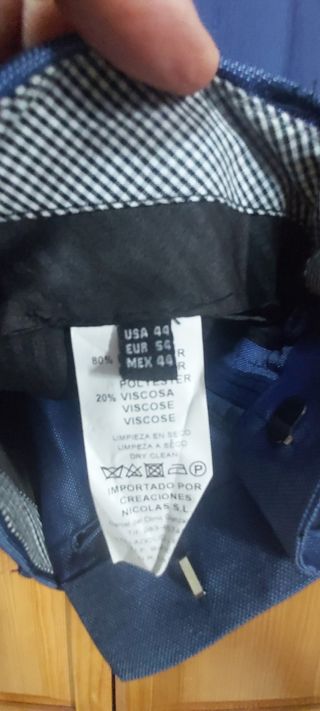 USA 44
EUR 54
MEX 44
80%
POLYESTER
20% VISCOSA
VISCOSE
VISCOSE
LIMPIEZA EN SECO
LIMPEZA A SECO
DRY CLEAN
P
IMPORTADO POR
CREACIONES
NICOLAS S.L